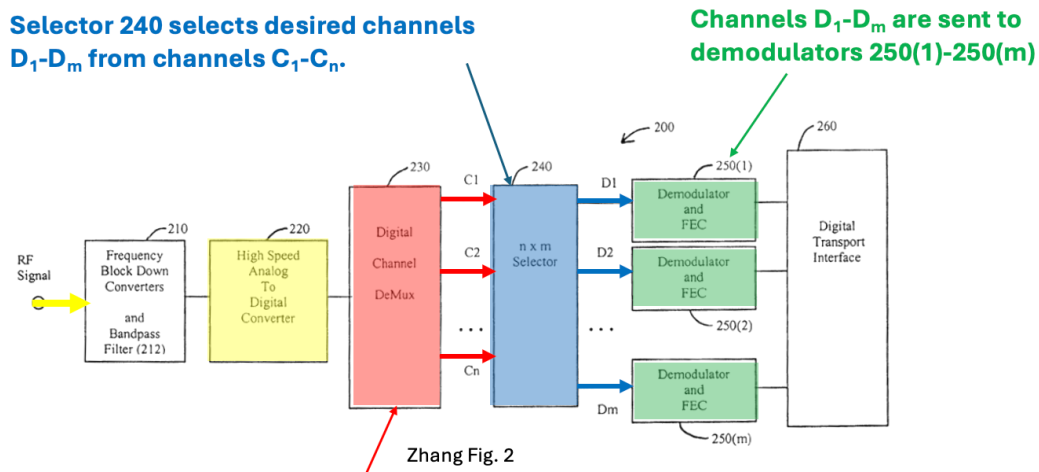 Selector 240 selects desired channels
D1-Dm from channels C1-Cn.
Channels D1-Dm are sent to
demodulators 250(1)-250(m)
200
260
230
C1
240
D1
250(1)
Demodulator
and
FEC
210
220
Digital
Channel
DeMux
n x m
Selector
C2
D2
Digital
Transport
Interface
RF
Signal
Frequency
Block Down
Converters
and
Bandpass
Filter (212)
High Speed
Analog
To
Digital
Converter
Demodulator
and
FEC
250(2)
...
...
Cn
Dm
Demodulator
and
FEC
250(m)
Zhang Fig. 2